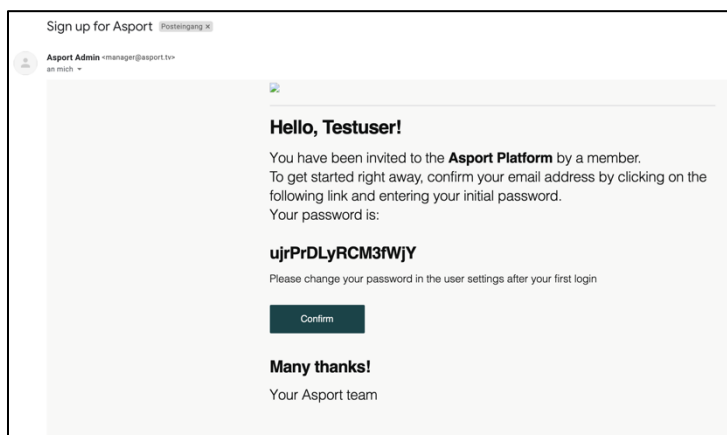 Sign up for Asport Posteingang x
Asport Admin <manager@asport.tv>
an mich
Hello, Testuser!
You have been invited to the Asport Platform by a member.
To get started right away, confirm your email address by clicking on the
following link and entering your initial password.
Your password is:
ujrPrDLyRCM3fWjY
Please change your password in the user settings after your first login
Confirm
Many thanks!
Your Asport team